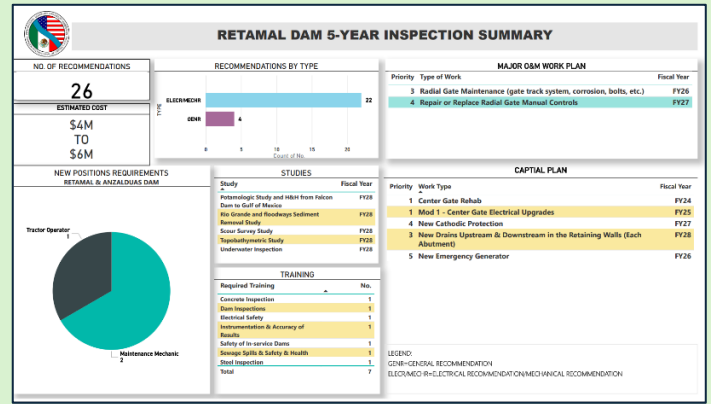 RETAMAL DAM 5-YEAR INSPECTION SUMMARY
NO. OF RECOMMENDATIONS
26
ESTIMATED COST
$4M
TO
$6M
RECOMMENDATIONS BY TYPE
TYPE
ELECR/MECHR 22
GENR 4
0 5 10 15 20
Count of No.
MAJOR O&M WORK PLAN
Priority Type of Work Fiscal Year
3 Radial Gate Maintenance (gate track system, corrosion, bolts, etc.) FY26
4 Repair or Replace Radial Gate Manual Controls FY27
NEW POSITIONS REQUIREMENTS
RETAMAL & ANZALDUAS DAM
Tractor Operator
1
Maintenance Mechanic
2
STUDIES
Study Fiscal Year
Potamologic Study and H&H from Falcon FY28
Dam to Gulf of Mexico
Rio Grande and floodways Sediment FY28
Removal Study
Scour Survey Study FY28
Topobathymetric Study FY28
Underwater Inspection FY28
TRAINING
Required Training No.
Concrete Inspection 1
Dam Inspections 1
Electrical Safety 1
Instrumentation & Accuracy of 1
Results
Safety of In-service Dams 1
Sewage Spills & Safety & Health 1
Steel Inspection 1
Total 7
CAPTIAL PLAN
Priority Work Type Fiscal Year
1 Center Gate Rehab FY24
1 Mod 1 - Center Gate Electrical Upgrades FY25
4 New Cathodic Protection FY27
3 New Drains Upstream & Downstream in the Retaining Walls (Each FY28
Abutment)
5 New Emergency Generator FY26
LEGEND:
GENR=GENERAL RECOMMENDATION
ELECR/MECHR=ELECTRICAL RECOMMENDATION/MECHANICAL RECOMMENDATION